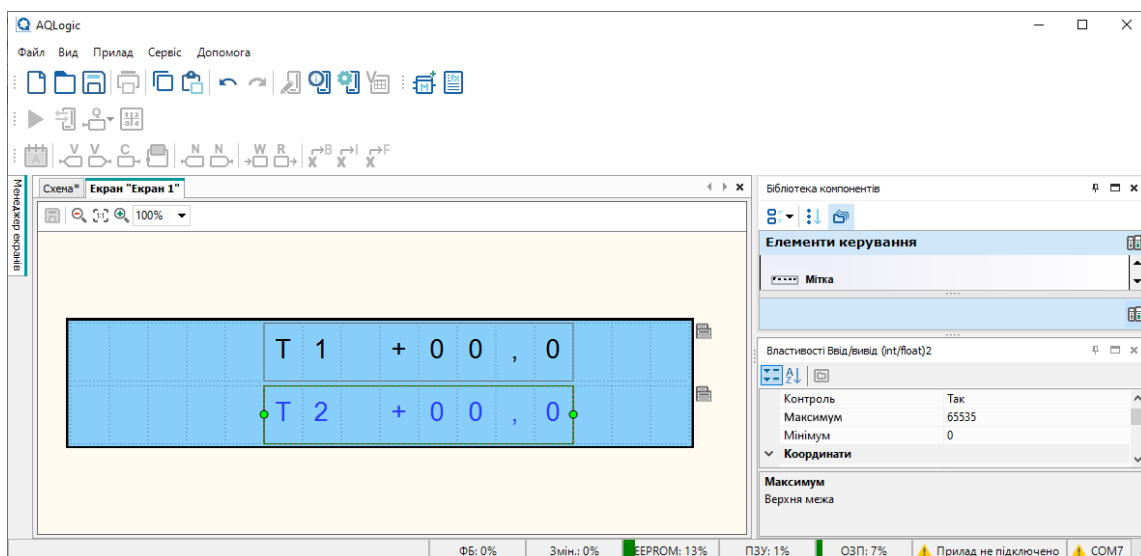 AQLogic
Файл Вид Прилад Сервіс Допомога
Менеджер екранів
Схема* Екран "Екран 1"
100%
T 1 + 0 0 , 0
T 2 + 0 0 , 0
Бібліотека компонентів
Елементи керування
Мітка
Властивості Ввід/вивід (int/float)2
Контроль Так
Максимум 65535
Мінімум 0
Координати
Максимум
Верхня межа
ФБ: 0% Змін.: 0% EEPROM: 13% ПЗУ: 1% ОЗП: 7% Прилад не підключено COM7